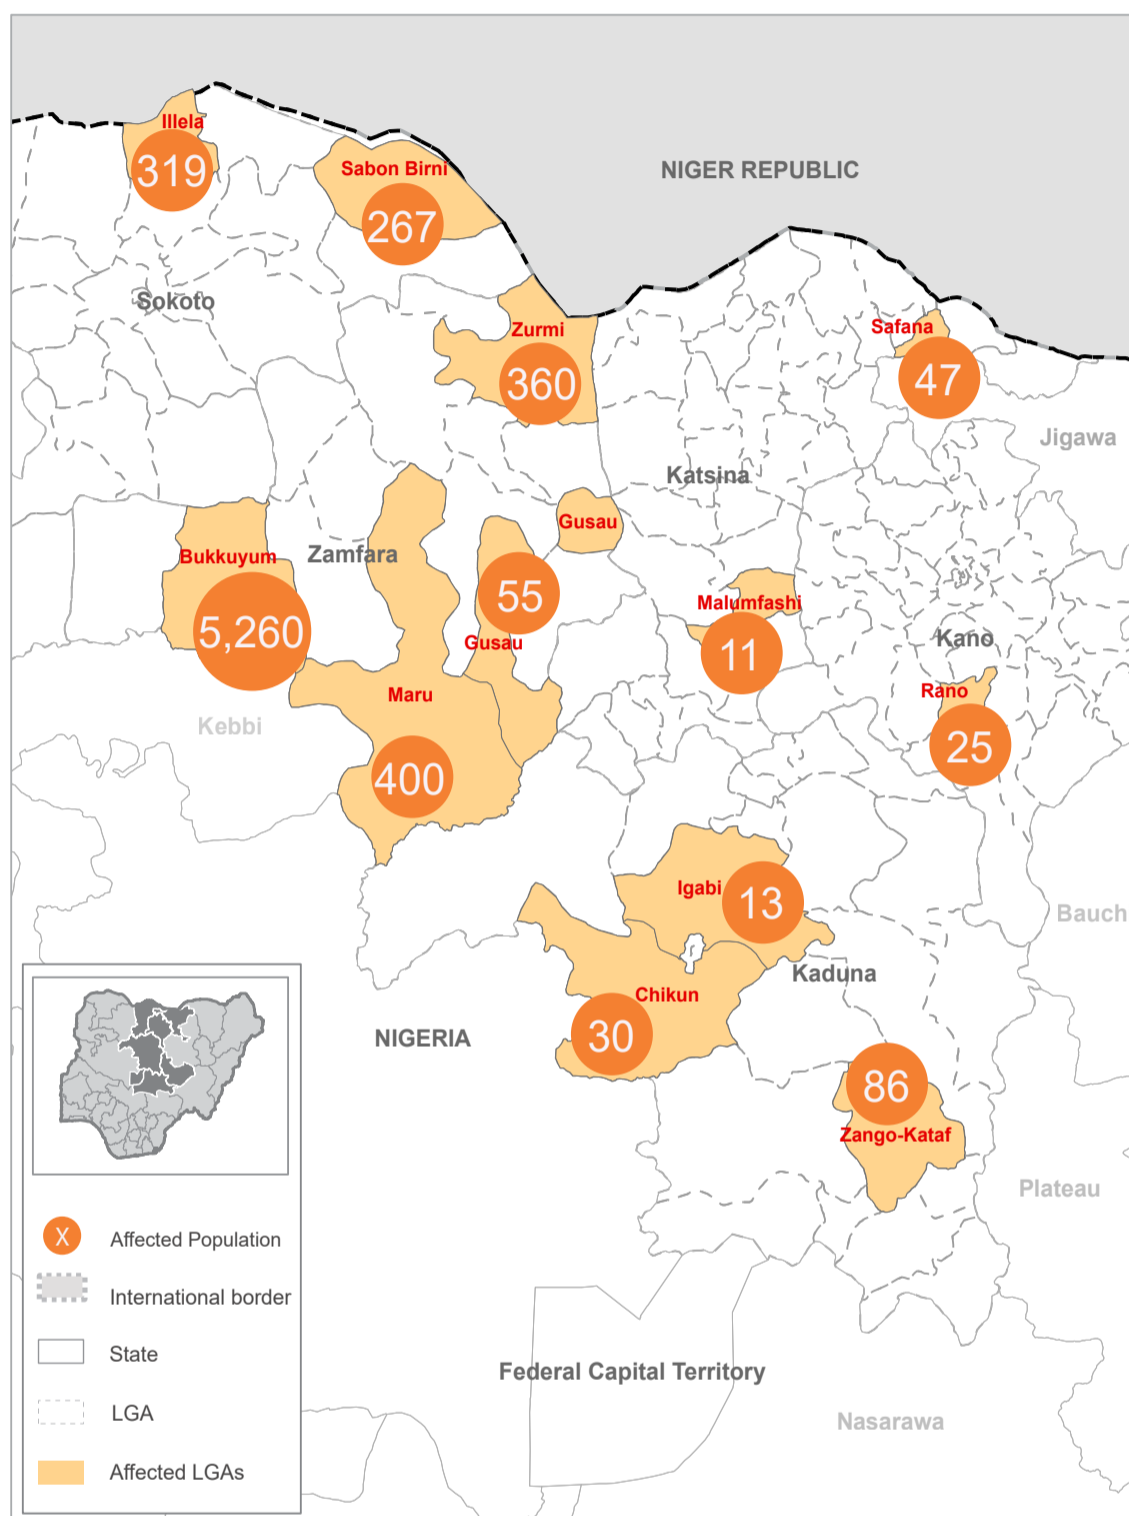 Illela
319
Sabon Birni
267
NIGER REPUBLIC
Sokoto
Zurmi
360
Safana
47
Jigawa
Katsina
Gusau
Bukkuyum
Zamfara
5,260
55
Gusau
Malumfashi
11
Kano
Maru
Rano
Kebbi
400
25
Igabi
13
Bauch
Kaduna
Chikun
30
NIGERIA
86
Zango-Kataf
Plateau
X Affected Population
International border
State
LGA
Affected LGAs
Federal Capital Territory
Nasarawa